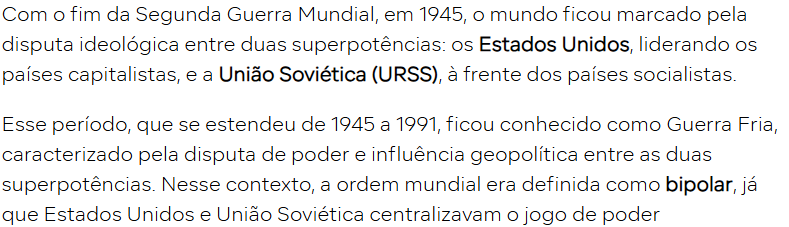 Com o fim da Segunda Guerra Mundial, em 1945, o mundo ficou marcado pela
disputa ideológica entre duas superpotências: os Estados Unidos, liderando os
países capitalistas, e a União Soviética (URSS), à frente dos países socialistas.
Esse período, que se estendeu de 1945 a 1991, ficou conhecido como Guerra Fria,
caracterizado pela disputa de poder e influência geopolítica entre as duas
superpotências. Nesse contexto, a ordem mundial era definida como bipolar, já
que Estados Unidos e União Soviética centralizavam o jogo de poder